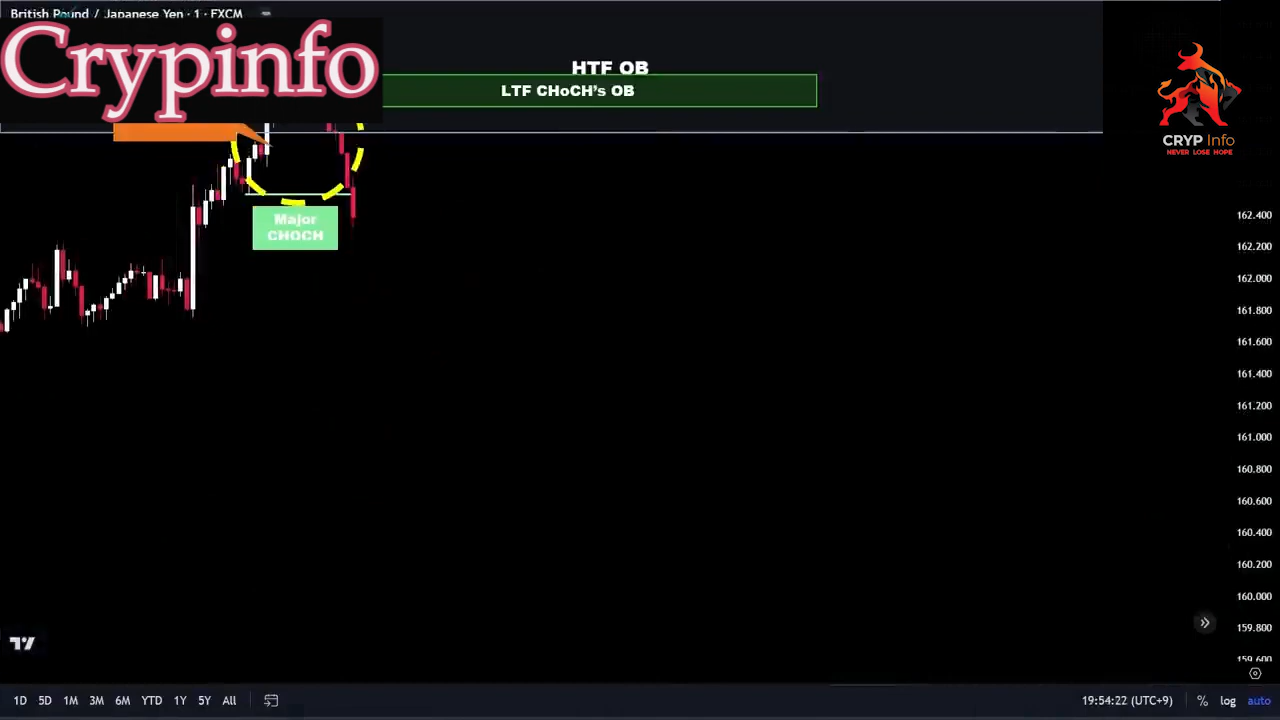 British Pound / Japanese Yen · 1 · FXCM
Crypinfo
HTF OB
LTF CHoCH's OB
CRYP Info
NEVER LOSE HOPE
Major
CHOCH
162.400
162.200
162.000
161.800
161.600
161.400
161.200
161.000
160.800
160.600
160.400
160.200
160.000
159.800
159.600
1D 5D 1M 3M 6M YTD 1Y 5Y All
19:54:22 (UTC+9) % log auto